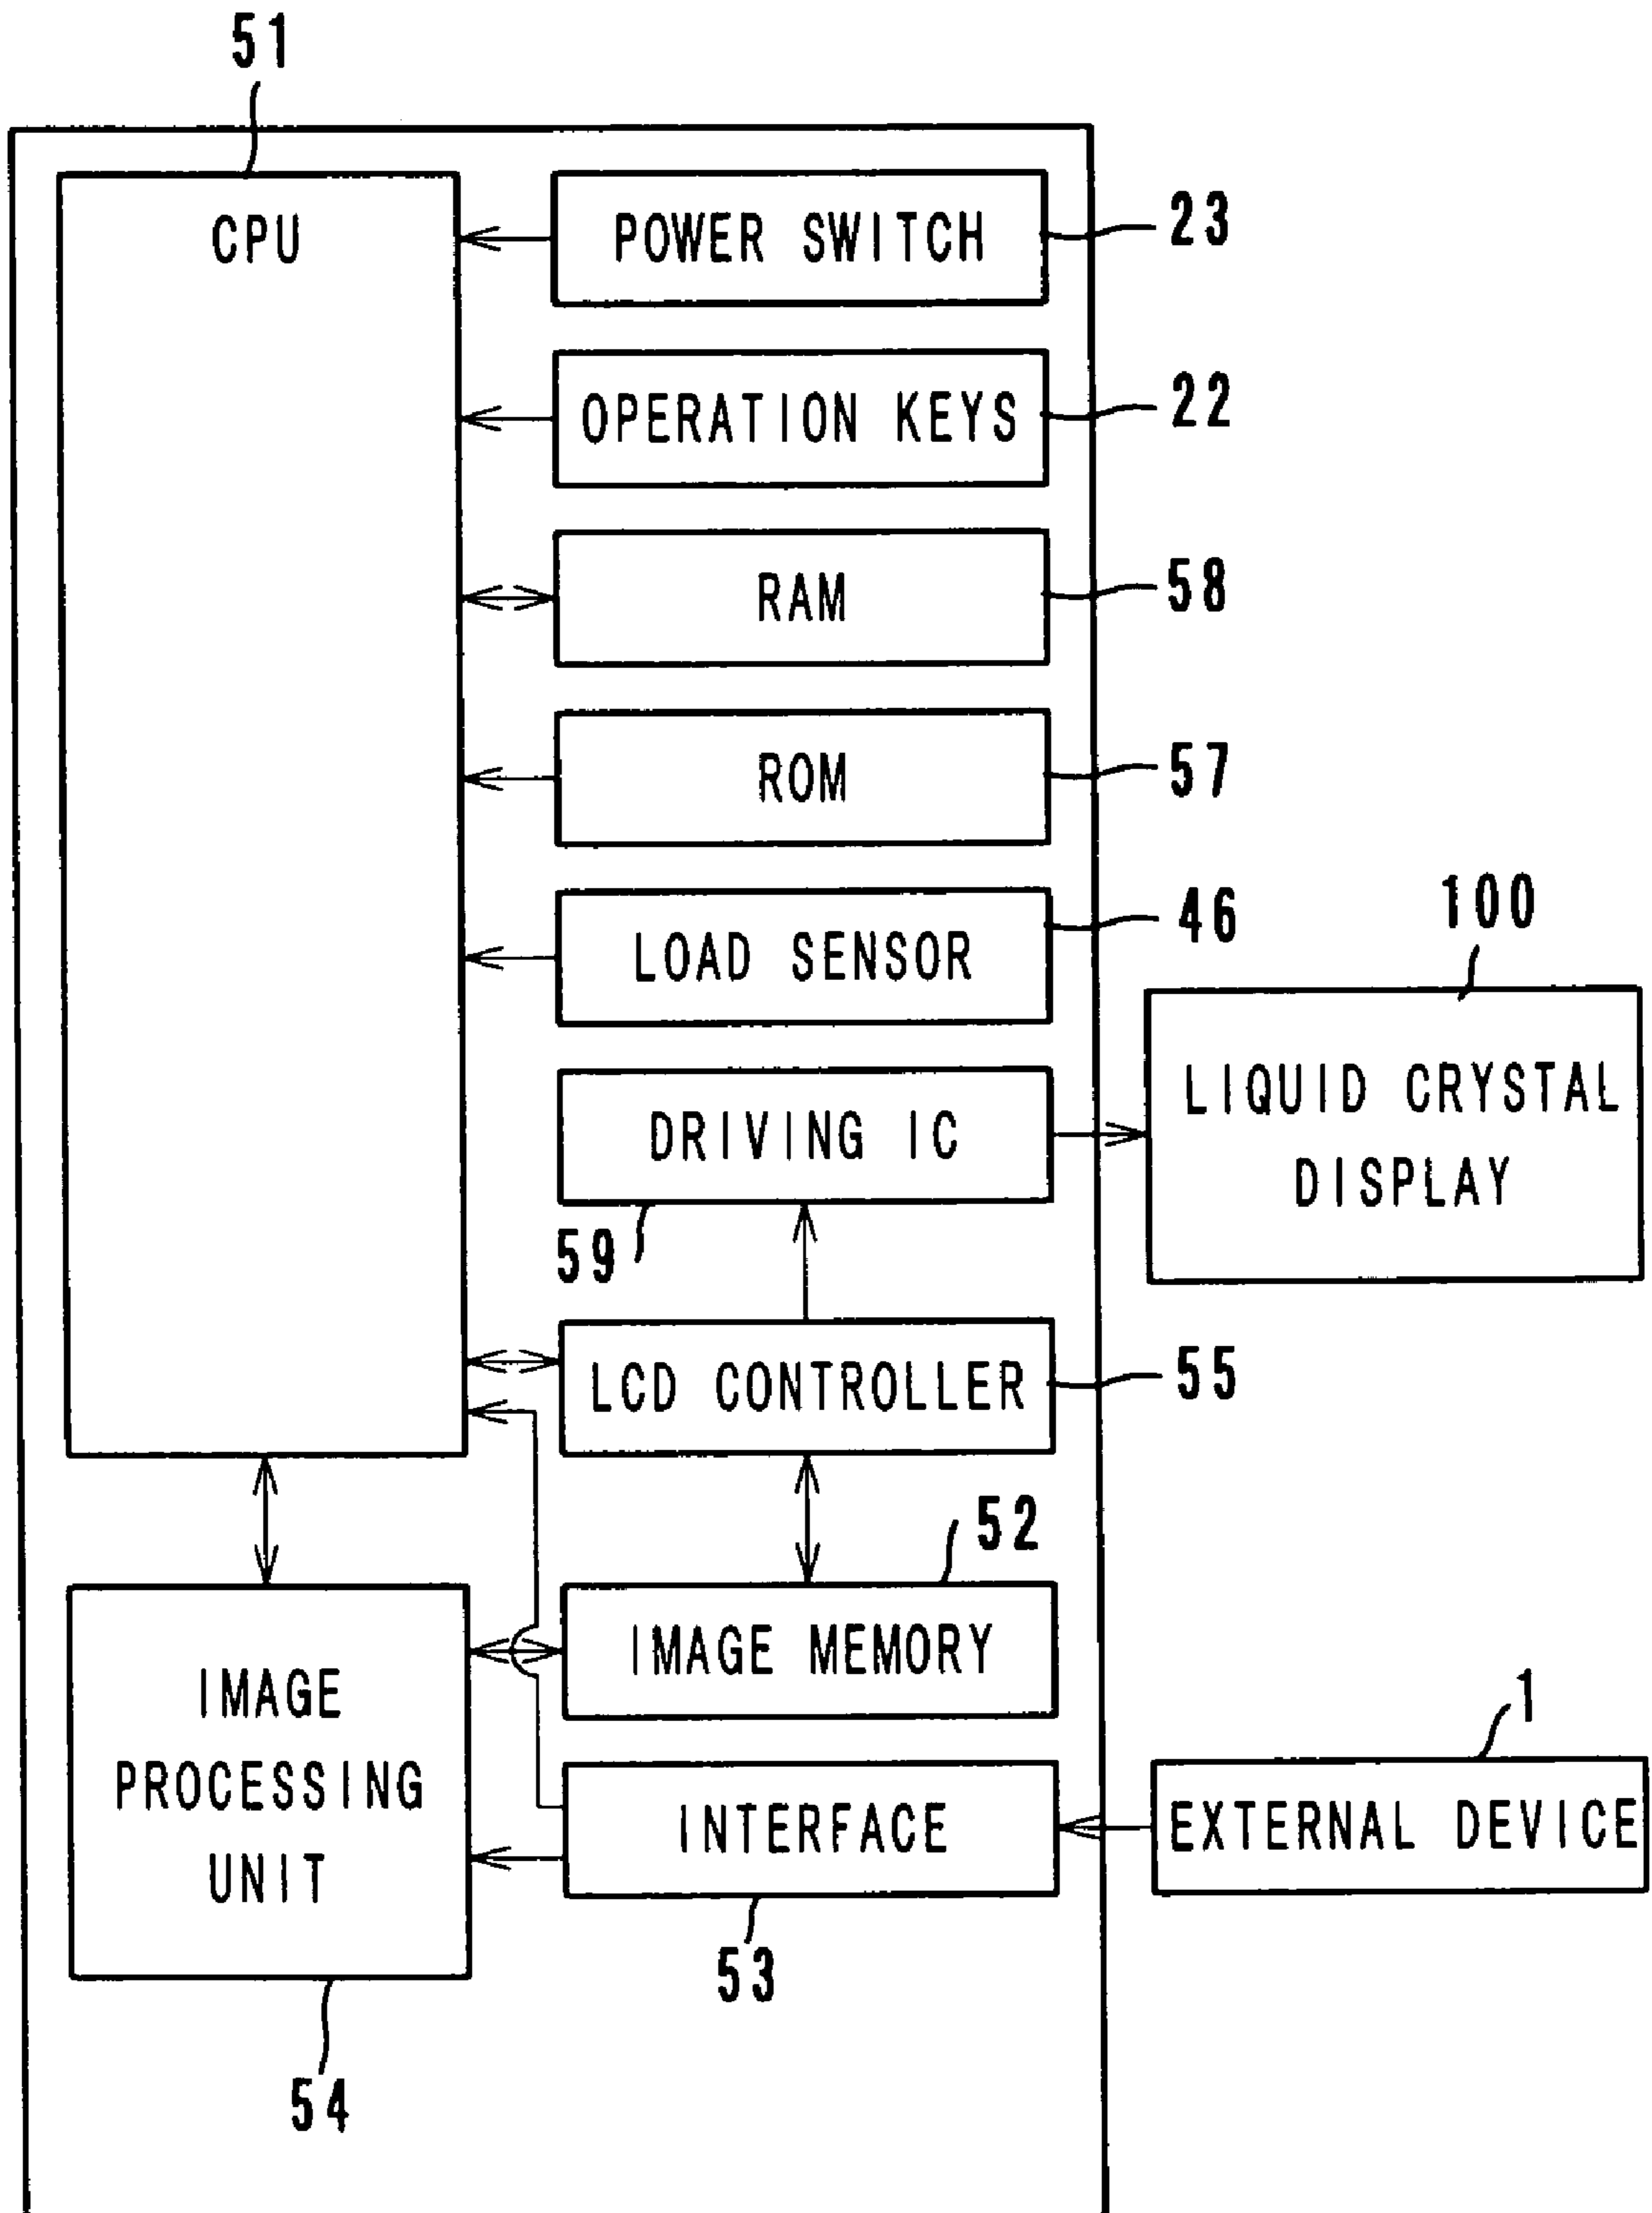 51
CPU
POWER SWITCH
23
OPERATION KEYS
22
RAM
58
ROM
57
LOAD SENSOR
46
100
LIQUID CRYSTAL
DISPLAY
DRIVING IC
59
LCD CONTROLLER
55
52
IMAGE MEMORY
IMAGE
PROCESSING
UNIT
54
INTERFACE
53
1
EXTERNAL DEVICE